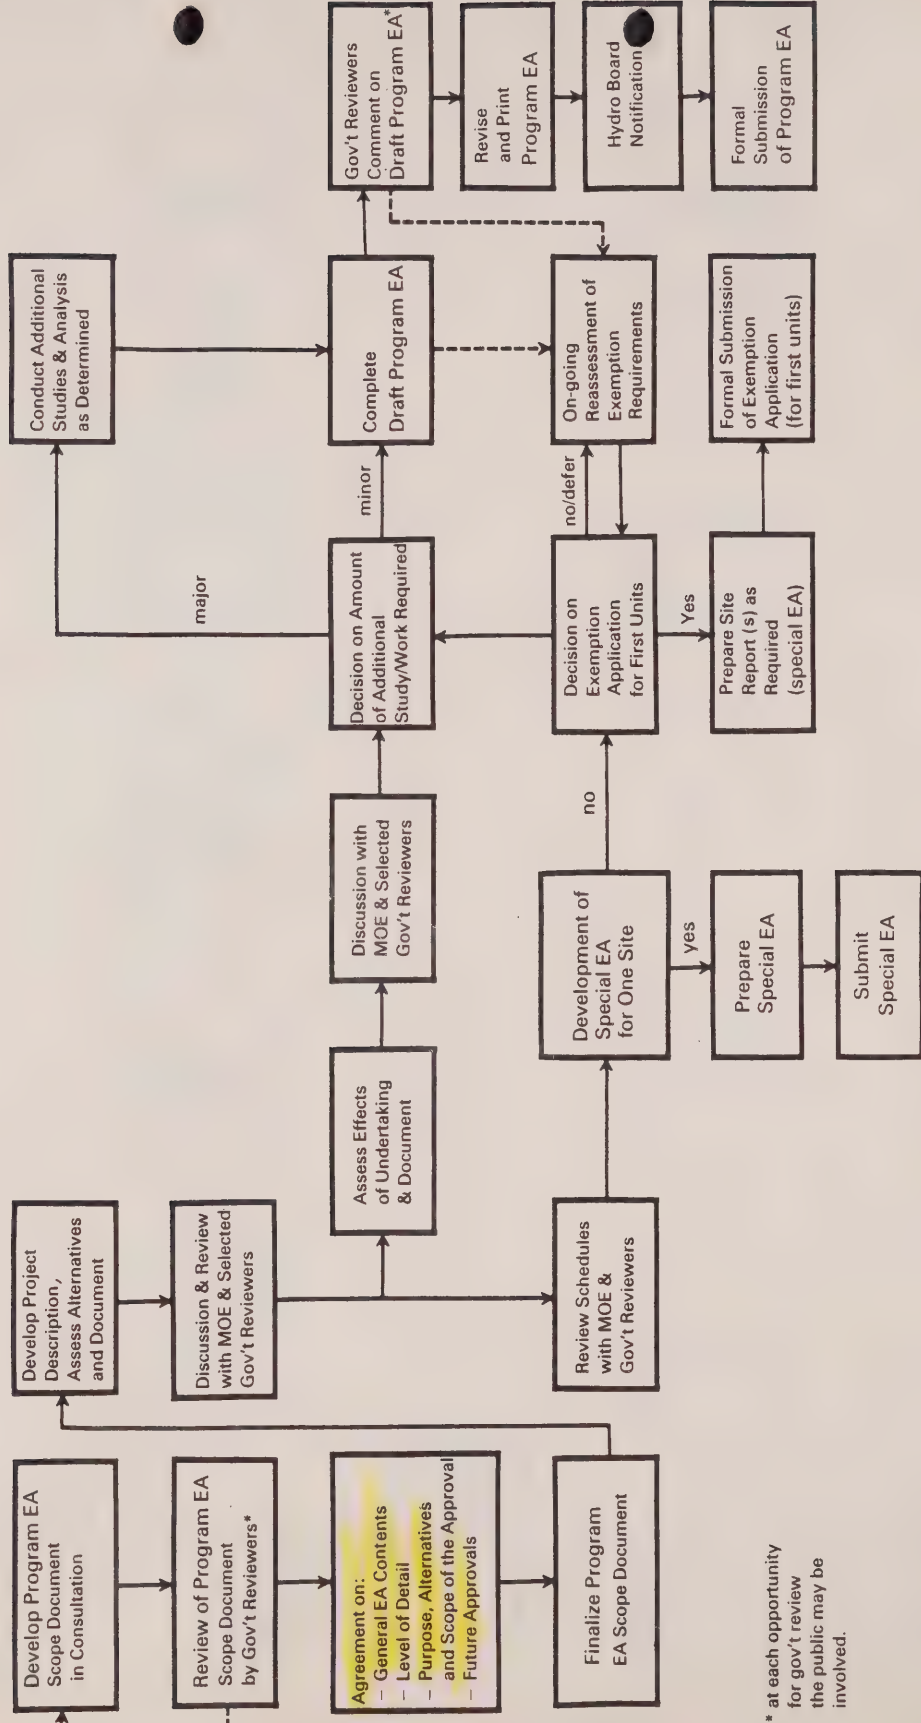 Develop Program EA
Scope Document
in Consultation
Review of Program EA
Scope Document
by Gov't Reviewers*
Agreement on:
– General EA Contents
– Level of Detail
– Purpose, Alternatives
and Scope of the Approval
– Future Approvals
Finalize Program
EA Scope Document
* at each opportunity
for gov't review
the public may be
involved.
Develop Project
Description,
Assess Alternatives
and Document
Discussion & Review
with MOE & Selected
Gov't Reviewers
Assess Effects
of Undertaking
& Document
Review Schedules
with MOE &
Gov't Reviewers
Discussion with
MOE & Selected
Gov't Reviewers
Development of
Special EA
for One Site
yes
Prepare
Special EA
Submit
Special EA
no
major
Decision on Amount
of Additional
Study/Work Required
minor
Decision on
Exemption
Application
for First Units
no/defer
Yes
Prepare Site
Report (s) as
Required
(special EA)
Conduct Additional
Studies & Analysis
as Determined
Complete
Draft Program EA
On-going
Reassessment of
Exemption
Requirements
Formal Submission
of Exemption
Application
(for first units)
Gov't Reviewers
Comment on
Draft Program EA*
Revise
and Print
Program EA
Hydro Board
Notification
Formal
Submission
of Program EA